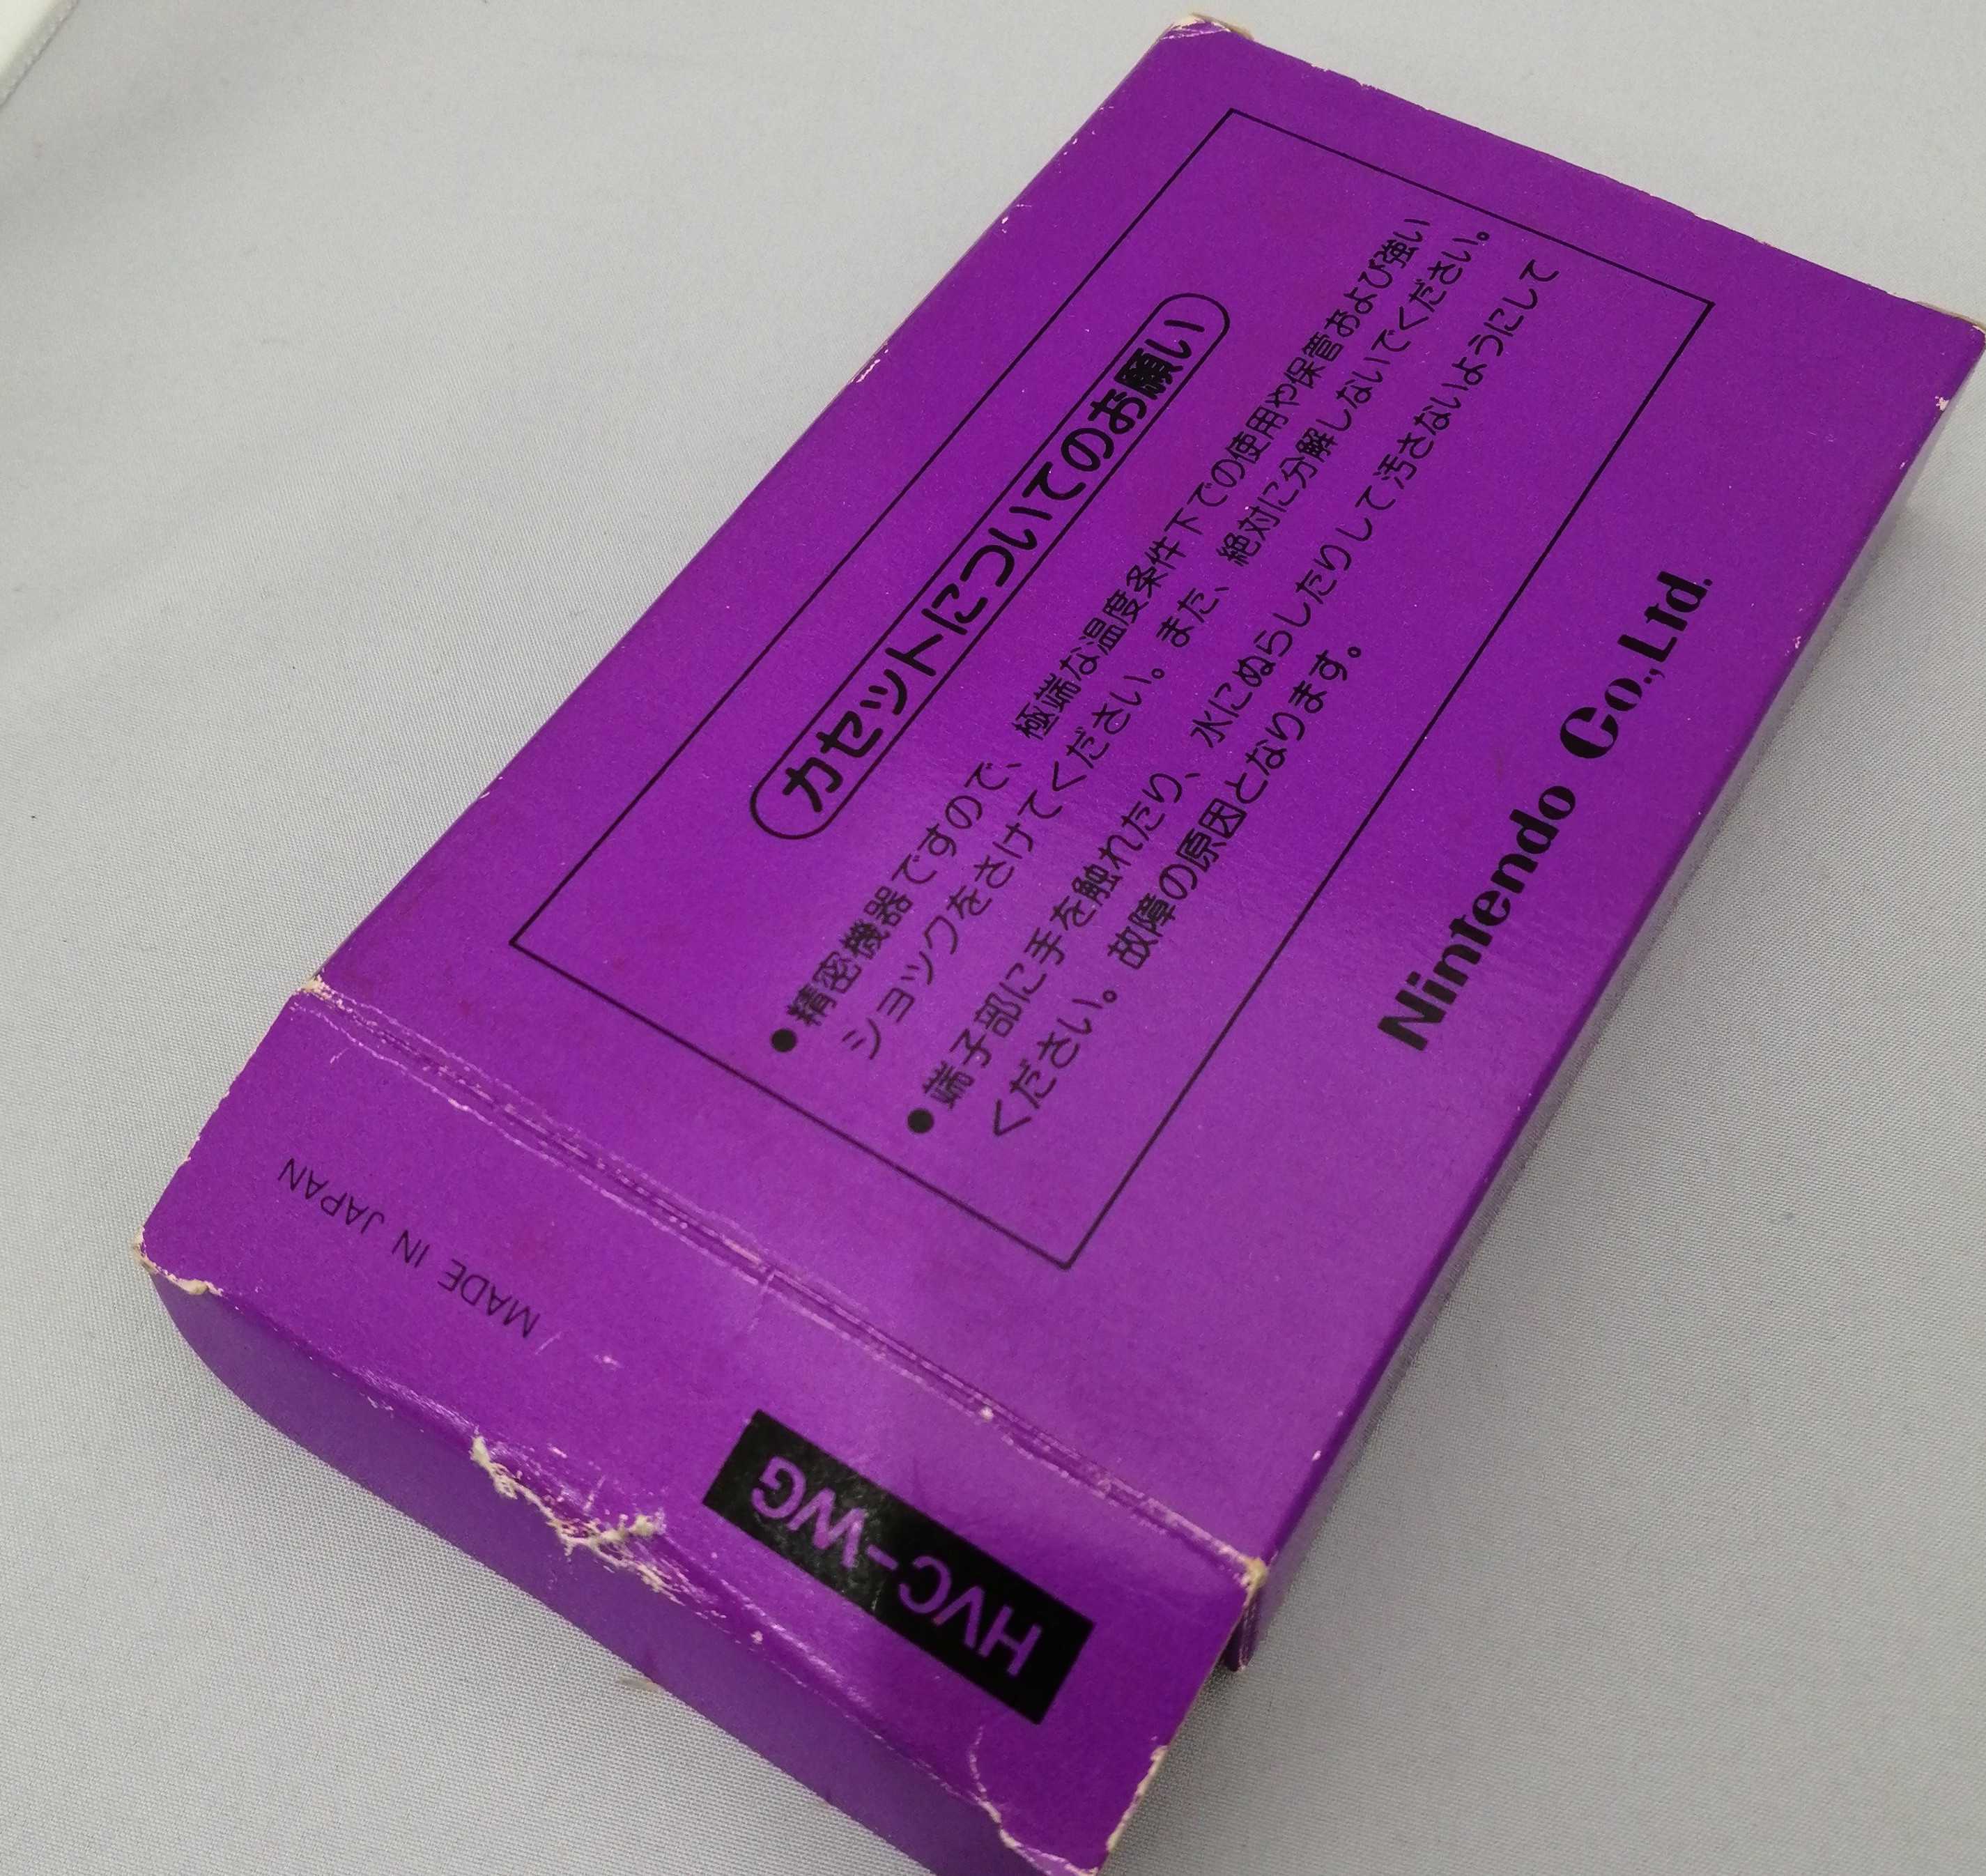 カセットについてのお願い
●精密機器ですので、極端な温度条件下での使用や保管および強い
ショックをさけてください。また、絶対に分解しないでください。
●端子部に手を触れたり、水にぬらしたりして汚さないようにして
ください。故障の原因となります。
Nintendo Co.,Ltd.
MADE IN JAPAN
HVC-WG